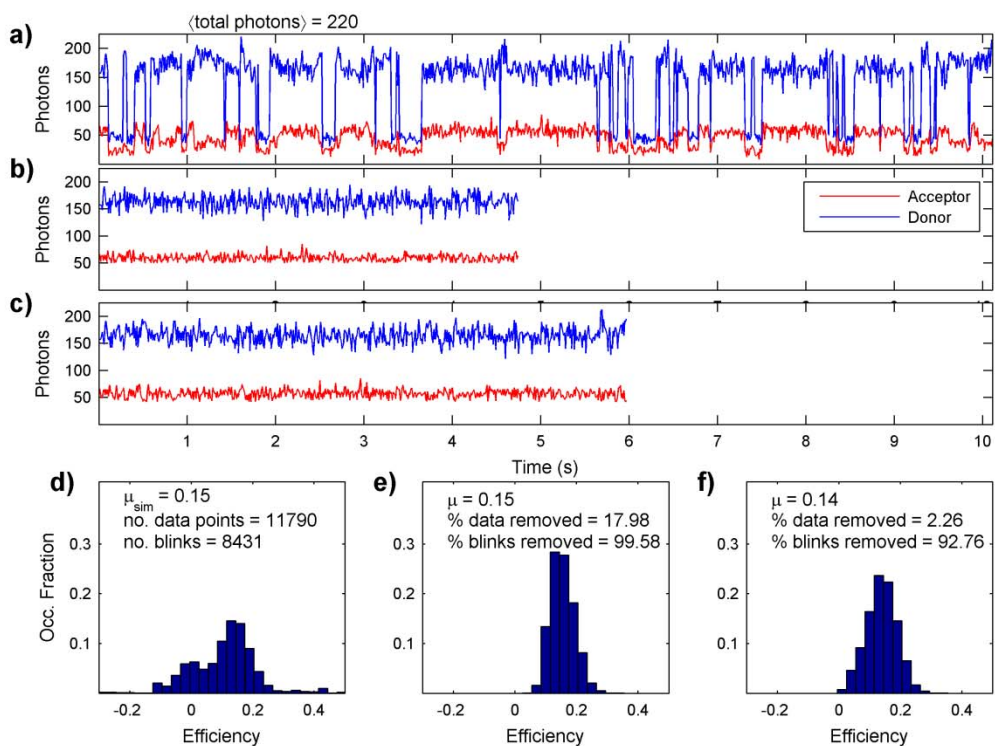 ⟨total photons⟩ = 220
a)
200
150
100
50
Photons
b)
200
150
100
50
Photons
Acceptor
Donor
c)
200
150
100
50
Photons
1 2 3 4 5 6 7 8 9 10
Time (s)
d)
μsim = 0.15
no. data points = 11790
no. blinks = 8431
0.3
0.2
0.1
Occ. Fraction
-0.2 0 0.2 0.4
Efficiency
e)
μ = 0.15
% data removed = 17.98
% blinks removed = 99.58
0.3
0.2
0.1
-0.2 0 0.2 0.4
Efficiency
f)
μ = 0.14
% data removed = 2.26
% blinks removed = 92.76
0.3
0.2
0.1
-0.2 0 0.2 0.4
Efficiency